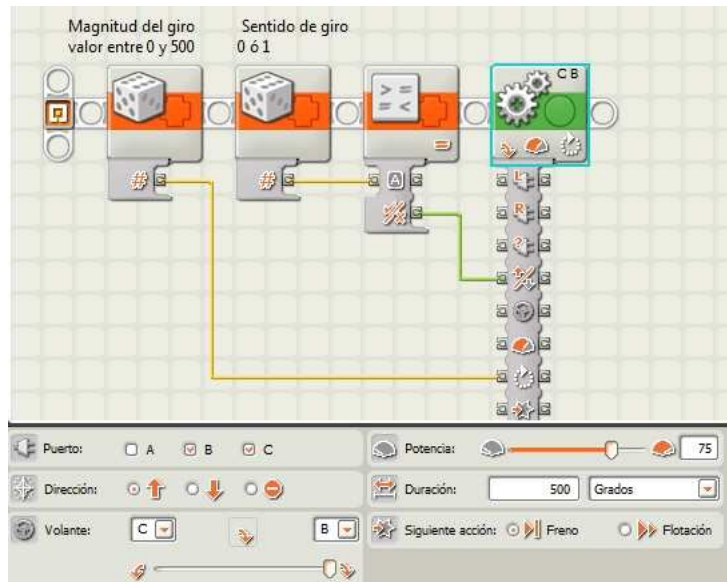 Magnitud del giro
valor entre 0 y 500
Sentido de giro
0 ó 1
C B
#
#
A
L
R
?
Puerto: A B C
Potencia: 75
Dirección:
Duración: 500 Grados
Volante: C B
Siguiente acción: Freno Flotación